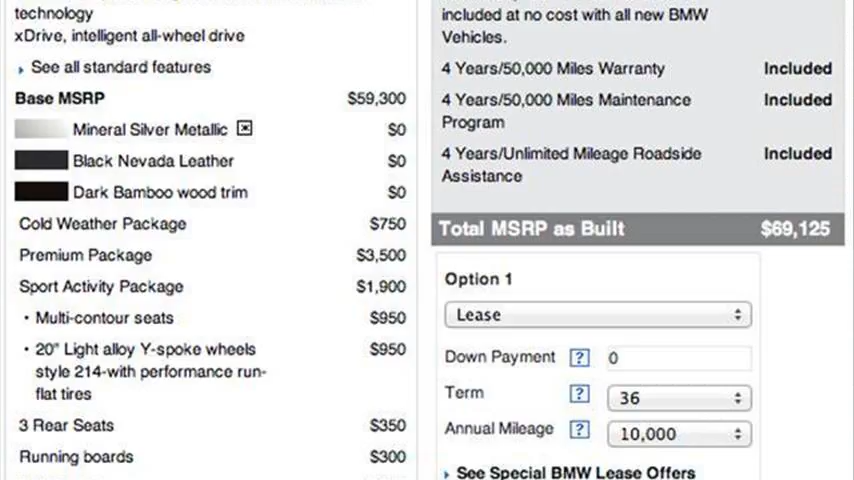 technology
xDrive, intelligent all-wheel drive
See all standard features
Base MSRP $59,300
Mineral Silver Metallic $0
Black Nevada Leather $0
Dark Bamboo wood trim $0
Cold Weather Package $750
Premium Package $3,500
Sport Activity Package $1,900
• Multi-contour seats $950
• 20" Light alloy Y-spoke wheels $950
style 214-with performance run-
flat tires
3 Rear Seats $350
Running boards $300
included at no cost with all new BMW
Vehicles.
4 Years/50,000 Miles Warranty Included
4 Years/50,000 Miles Maintenance Included
Program
4 Years/Unlimited Mileage Roadside Included
Assistance
Total MSRP as Built $69,125
Option 1
Lease
Down Payment ? 0
Term ? 36
Annual Mileage ? 10,000
See Special BMW Lease Offers